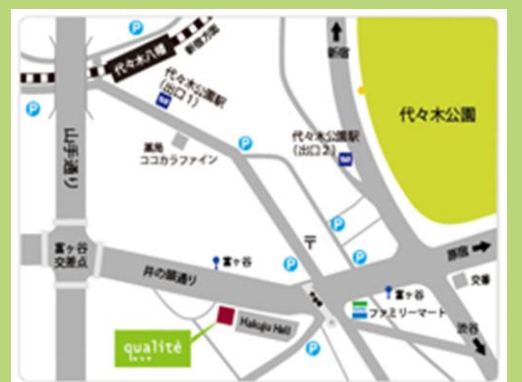 代々木八幡
新宿方面
新宿
代々木公園駅
(出口1)
代々木公園
代々木公園駅
(出口2)
薬局
ココカラファイン
山手通り
〒
原宿
富ヶ谷
交差点
富ヶ谷
井の頭通り
富ヶ谷
交番
ファミリーマート
Hakuju Hall
渋谷
qualité
P
P
P
P
P
P
P
P
P